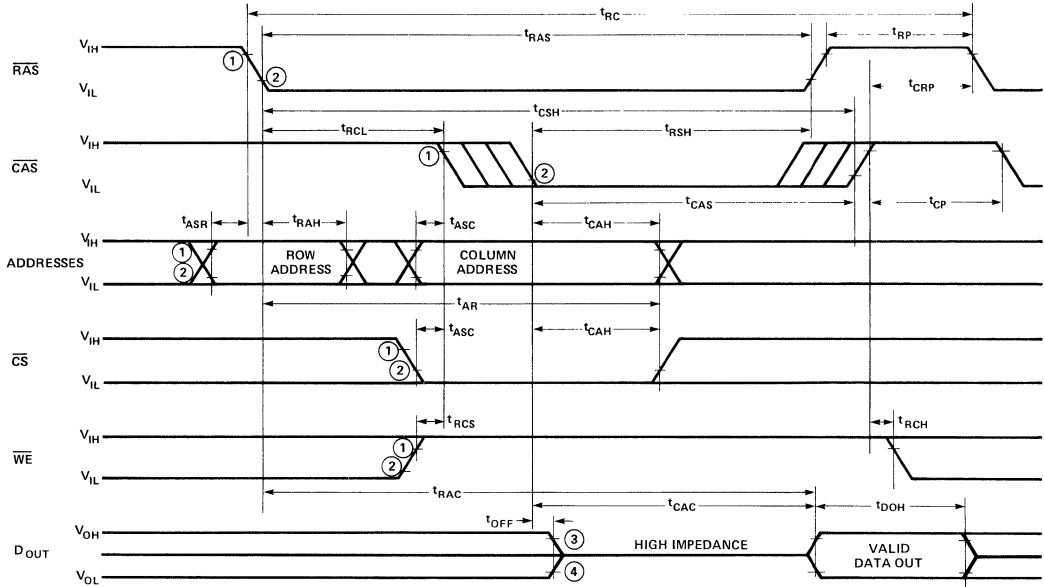 tRC
tRAS
tRP
VIH
RAS
①
②
VIL
tCRP
tCSH
tRCL
tRSH
VIH
CAS
①
②
VIL
tCAS
tCP
tASR
tRAH
tASC
tCAH
VIH
ADDRESSES
①
②
ROW ADDRESS
COLUMN ADDRESS
VIL
tAR
tASC
tCAH
VIH
CS
①
②
VIL
tRCS
tRCH
VIH
WE
①
②
VIL
tRAC
tCAC
tDOH
tOFF
VOH
DOUT
③
HIGH IMPEDANCE
VALID DATA OUT
④
VOL